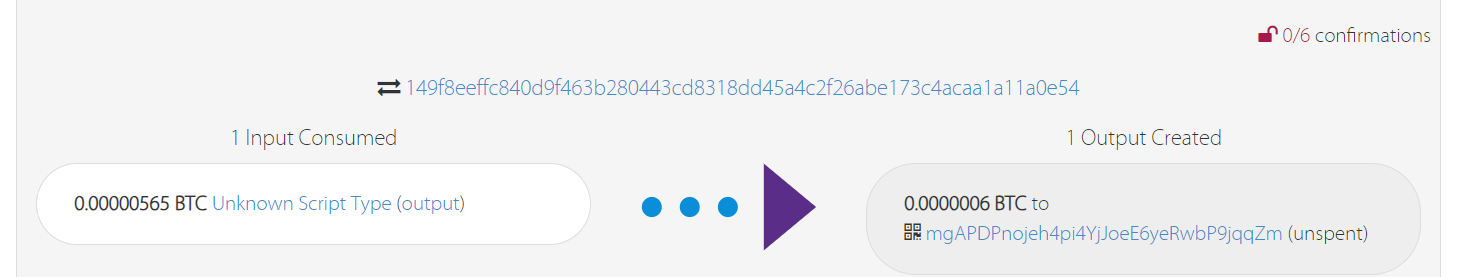 0/6 confirmations
149f8eeffc840d9f463b280443cd8318dd45a4c2f26abe173c4acaa1a11a0e54
1 Input Consumed
1 Output Created
0.00000565 BTC Unknown Script Type (output)
0.0000006 BTC to
mgAPDPnojeh4pi4YjJoeE6yeRwbP9jqqZm (unspent)